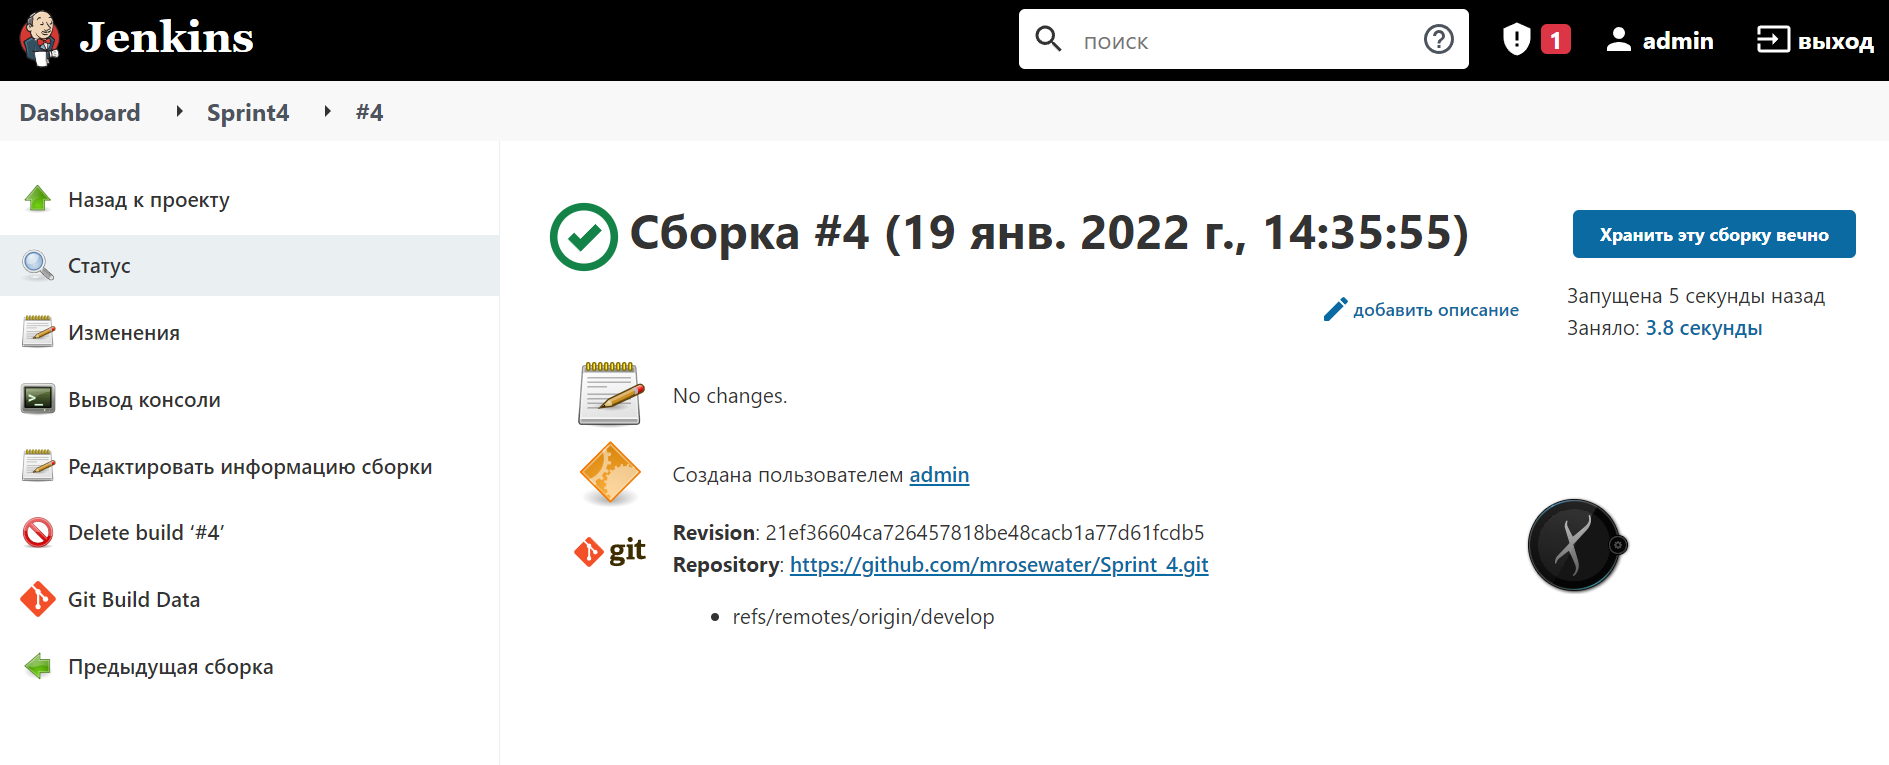 Jenkins
поиск
1
admin
выход
Dashboard
Sprint4
#4
Назад к проекту
Статус
Изменения
Вывод консоли
Редактировать информацию сборки
Delete build ‘#4’
Git Build Data
Предыдущая сборка
Сборка #4 (19 янв. 2022 г., 14:35:55)
Хранить эту сборку вечно
добавить описание
Запущена 5 секунды назад
Заняло: 3.8 секунды
No changes.
Создана пользователем admin
git
Revision: 21ef36604ca726457818be48cacb1a77d61fcdb5
Repository: https://github.com/mrosewater/Sprint_4.git
• refs/remotes/origin/develop